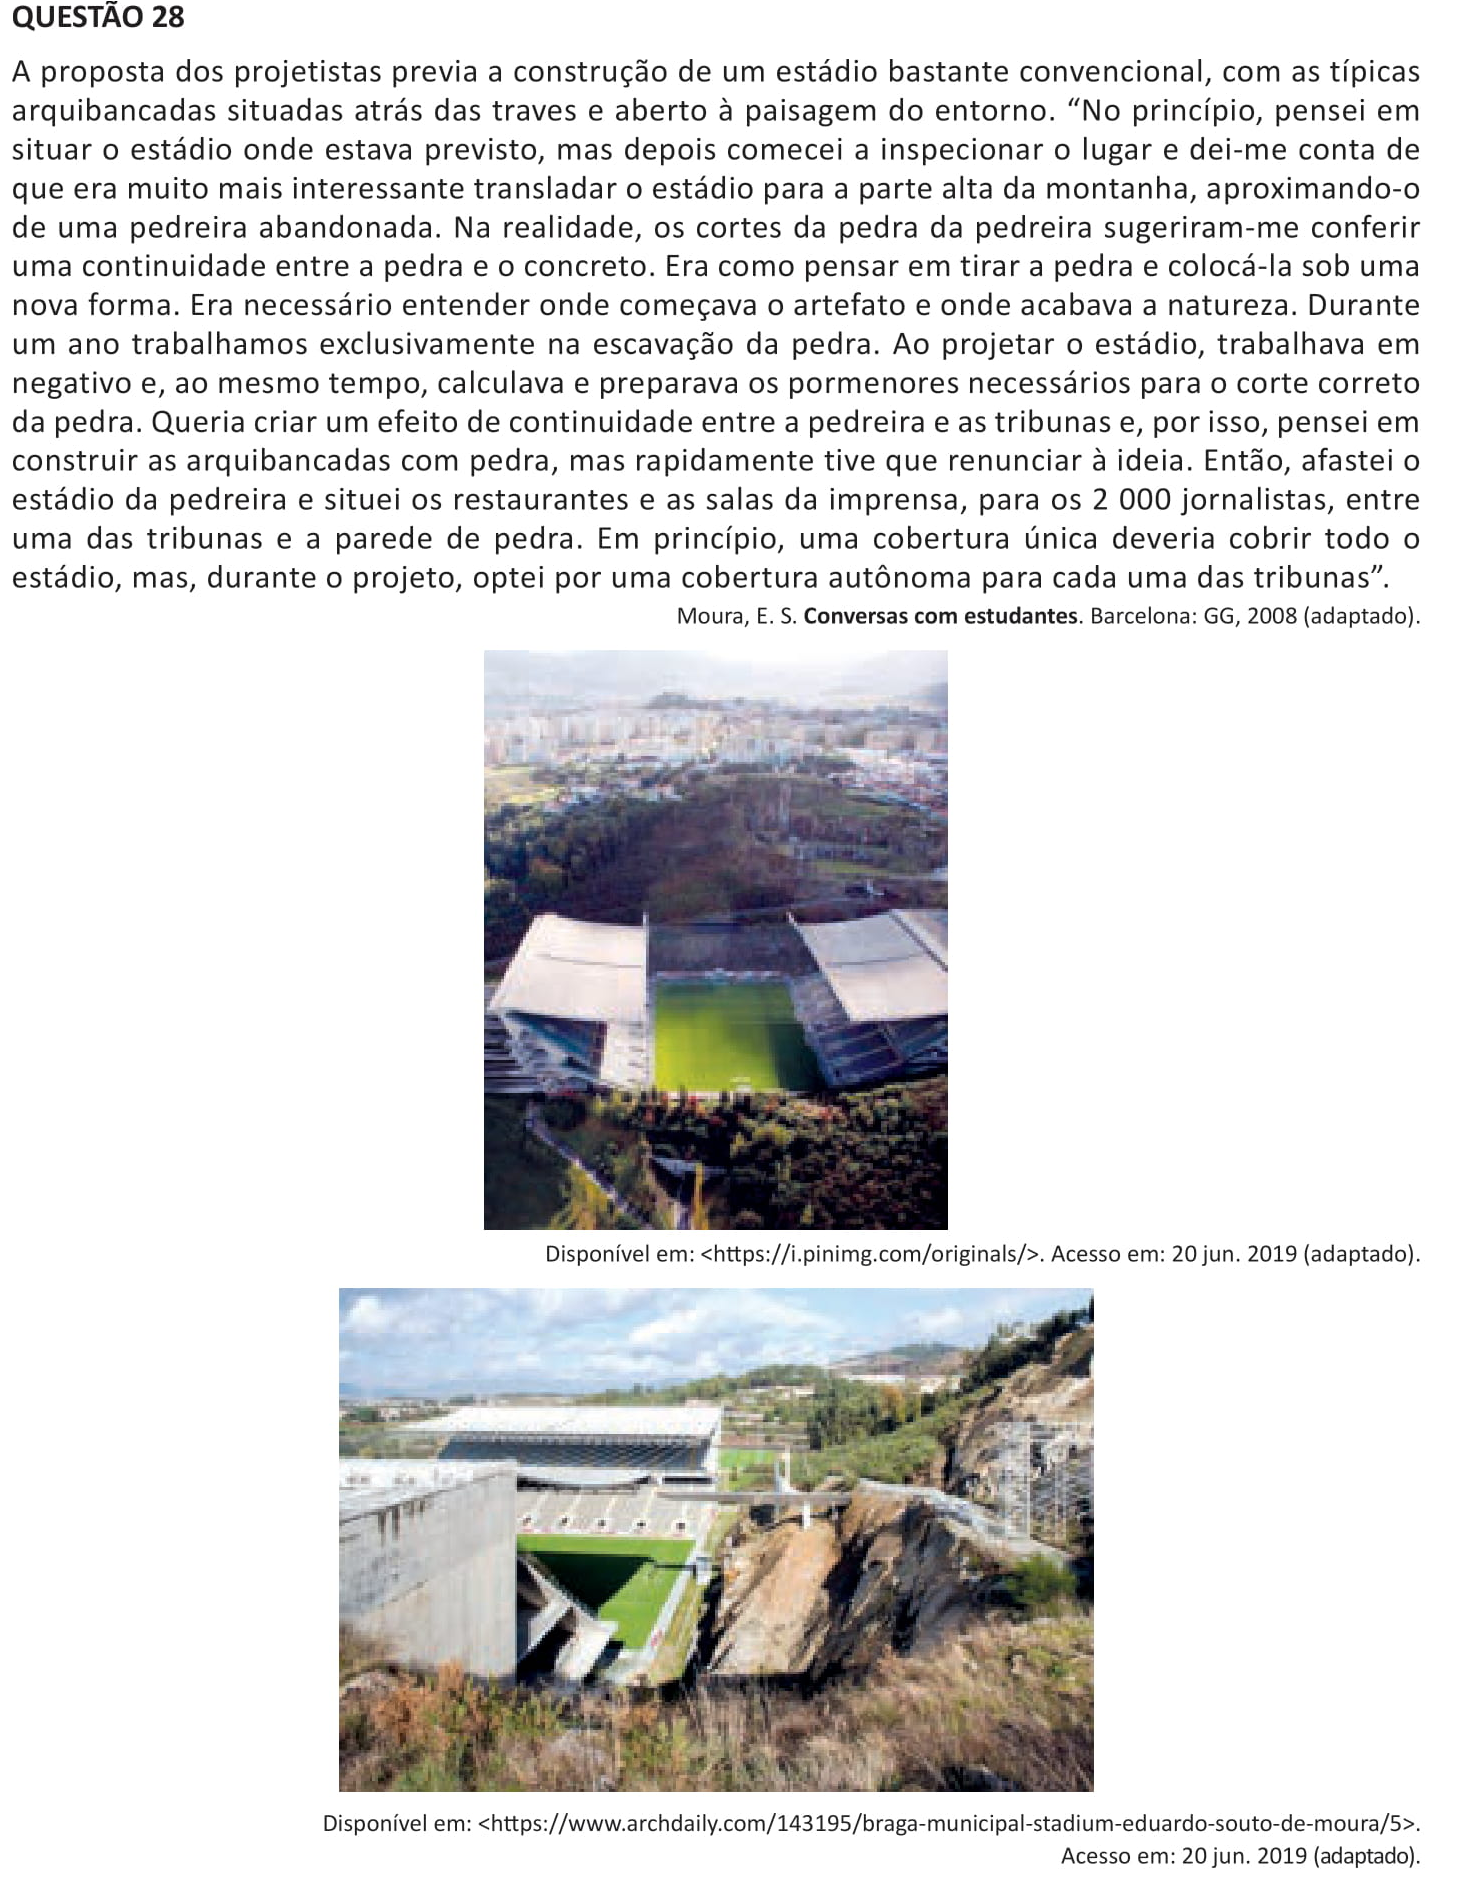 QUESTÃO 28
A proposta dos projetistas previa a construção de um estádio bastante convencional, com as típicas
arquibancadas situadas atrás das traves e aberto à paisagem do entorno. “No princípio, pensei em
situar o estádio onde estava previsto, mas depois comecei a inspecionar o lugar e dei-me conta de
que era muito mais interessante transladar o estádio para a parte alta da montanha, aproximando-o
de uma pedreira abandonada. Na realidade, os cortes da pedra da pedreira sugeriram-me conferir
uma continuidade entre a pedra e o concreto. Era como pensar em tirar a pedra e colocá-la sob uma
nova forma. Era necessário entender onde começava o artefato e onde acabava a natureza. Durante
um ano trabalhamos exclusivamente na escavação da pedra. Ao projetar o estádio, trabalhava em
negativo e, ao mesmo tempo, calculava e preparava os pormenores necessários para o corte correto
da pedra. Queria criar um efeito de continuidade entre a pedreira e as tribunas e, por isso, pensei em
construir as arquibancadas com pedra, mas rapidamente tive que renunciar à ideia. Então, afastei o
estádio da pedreira e situei os restaurantes e as salas da imprensa, para os 2 000 jornalistas, entre
uma das tribunas e a parede de pedra. Em princípio, uma cobertura única deveria cobrir todo o
estádio, mas, durante o projeto, optei por uma cobertura autônoma para cada uma das tribunas”.
Moura, E. S. Conversas com estudantes. Barcelona: GG, 2008 (adaptado).
Disponível em: <https://i.pinimg.com/originals/>. Acesso em: 20 jun. 2019 (adaptado).
Disponível em: <https://www.archdaily.com/143195/braga-municipal-stadium-eduardo-souto-de-moura/5>.
Acesso em: 20 jun. 2019 (adaptado).